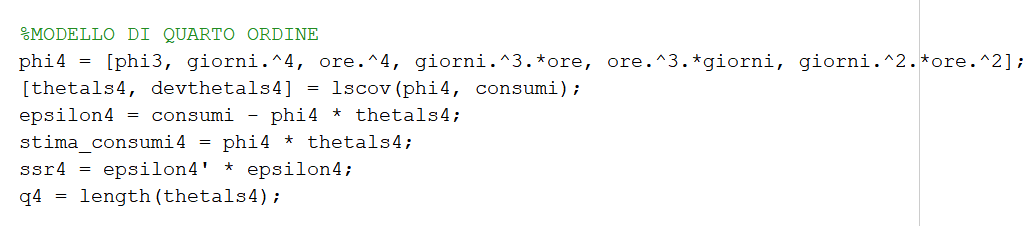 %MODELLO DI QUARTO ORDINE
phi4 = [phi3, giorni.^4, ore.^4, giorni.^3.*ore, ore.^3.*giorni, giorni.^2.*ore.^2];
[thetals4, devthetals4] = lscov(phi4, consumi);
epsilon4 = consumi - phi4 * thetals4;
stima_consumi4 = phi4 * thetals4;
ssr4 = epsilon4' * epsilon4;
q4 = length(thetals4);